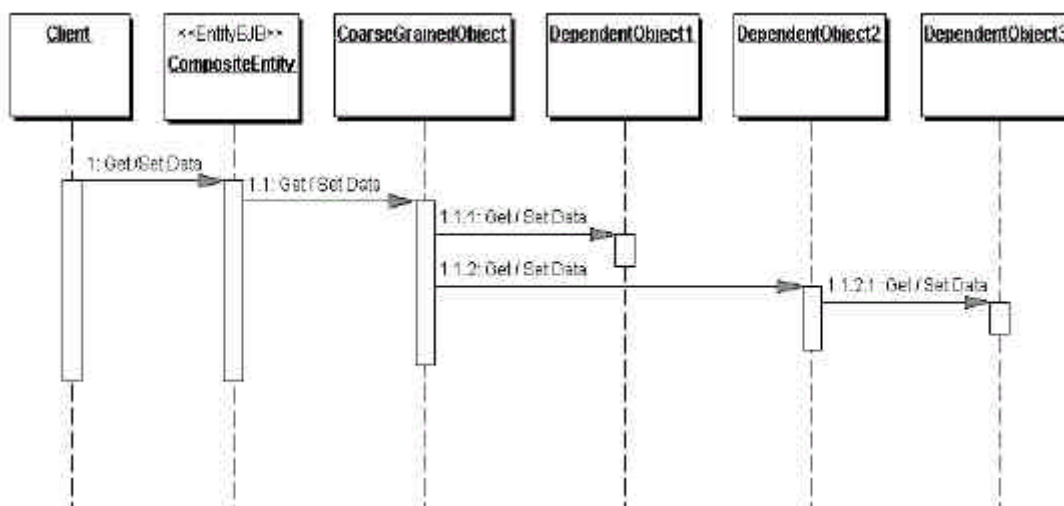 Client
<<EntityEJB>>
CompositeEntity
CoarseGrainedObject
DependentObject1
DependentObject2
DependentObject3
1: Get /Set Data
1.1: Get / Set Data
1.1.1: Get / Set Data
1.1.2: Get / Set Data
1.1.2.1: Get / Set Data